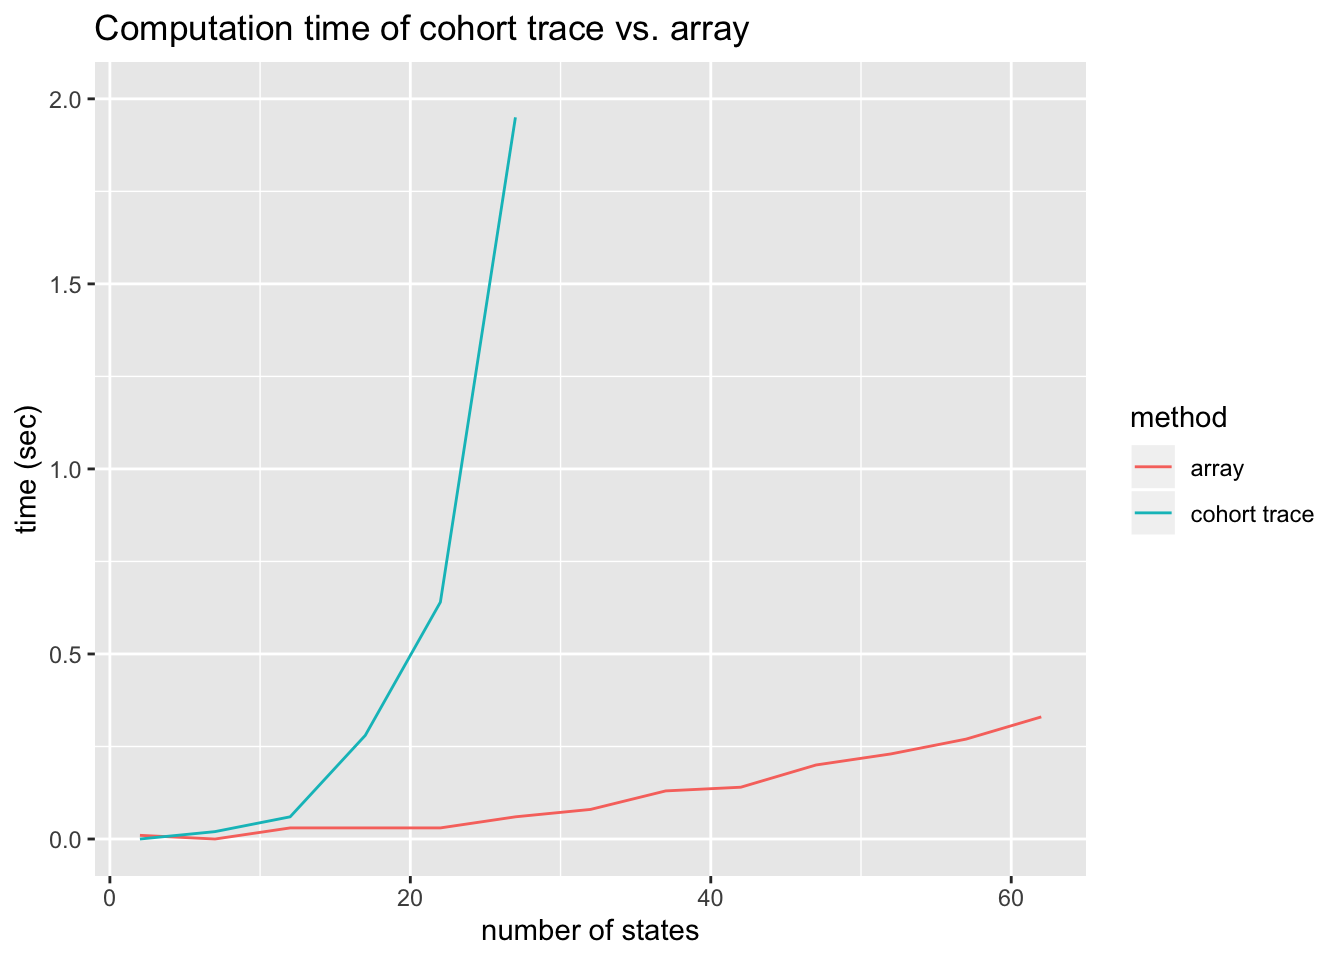 Computation time of cohort trace vs. array
2.0
1.5
1.0
0.5
0.0
time (sec)
0 20 40 60
number of states
method
array
cohort trace